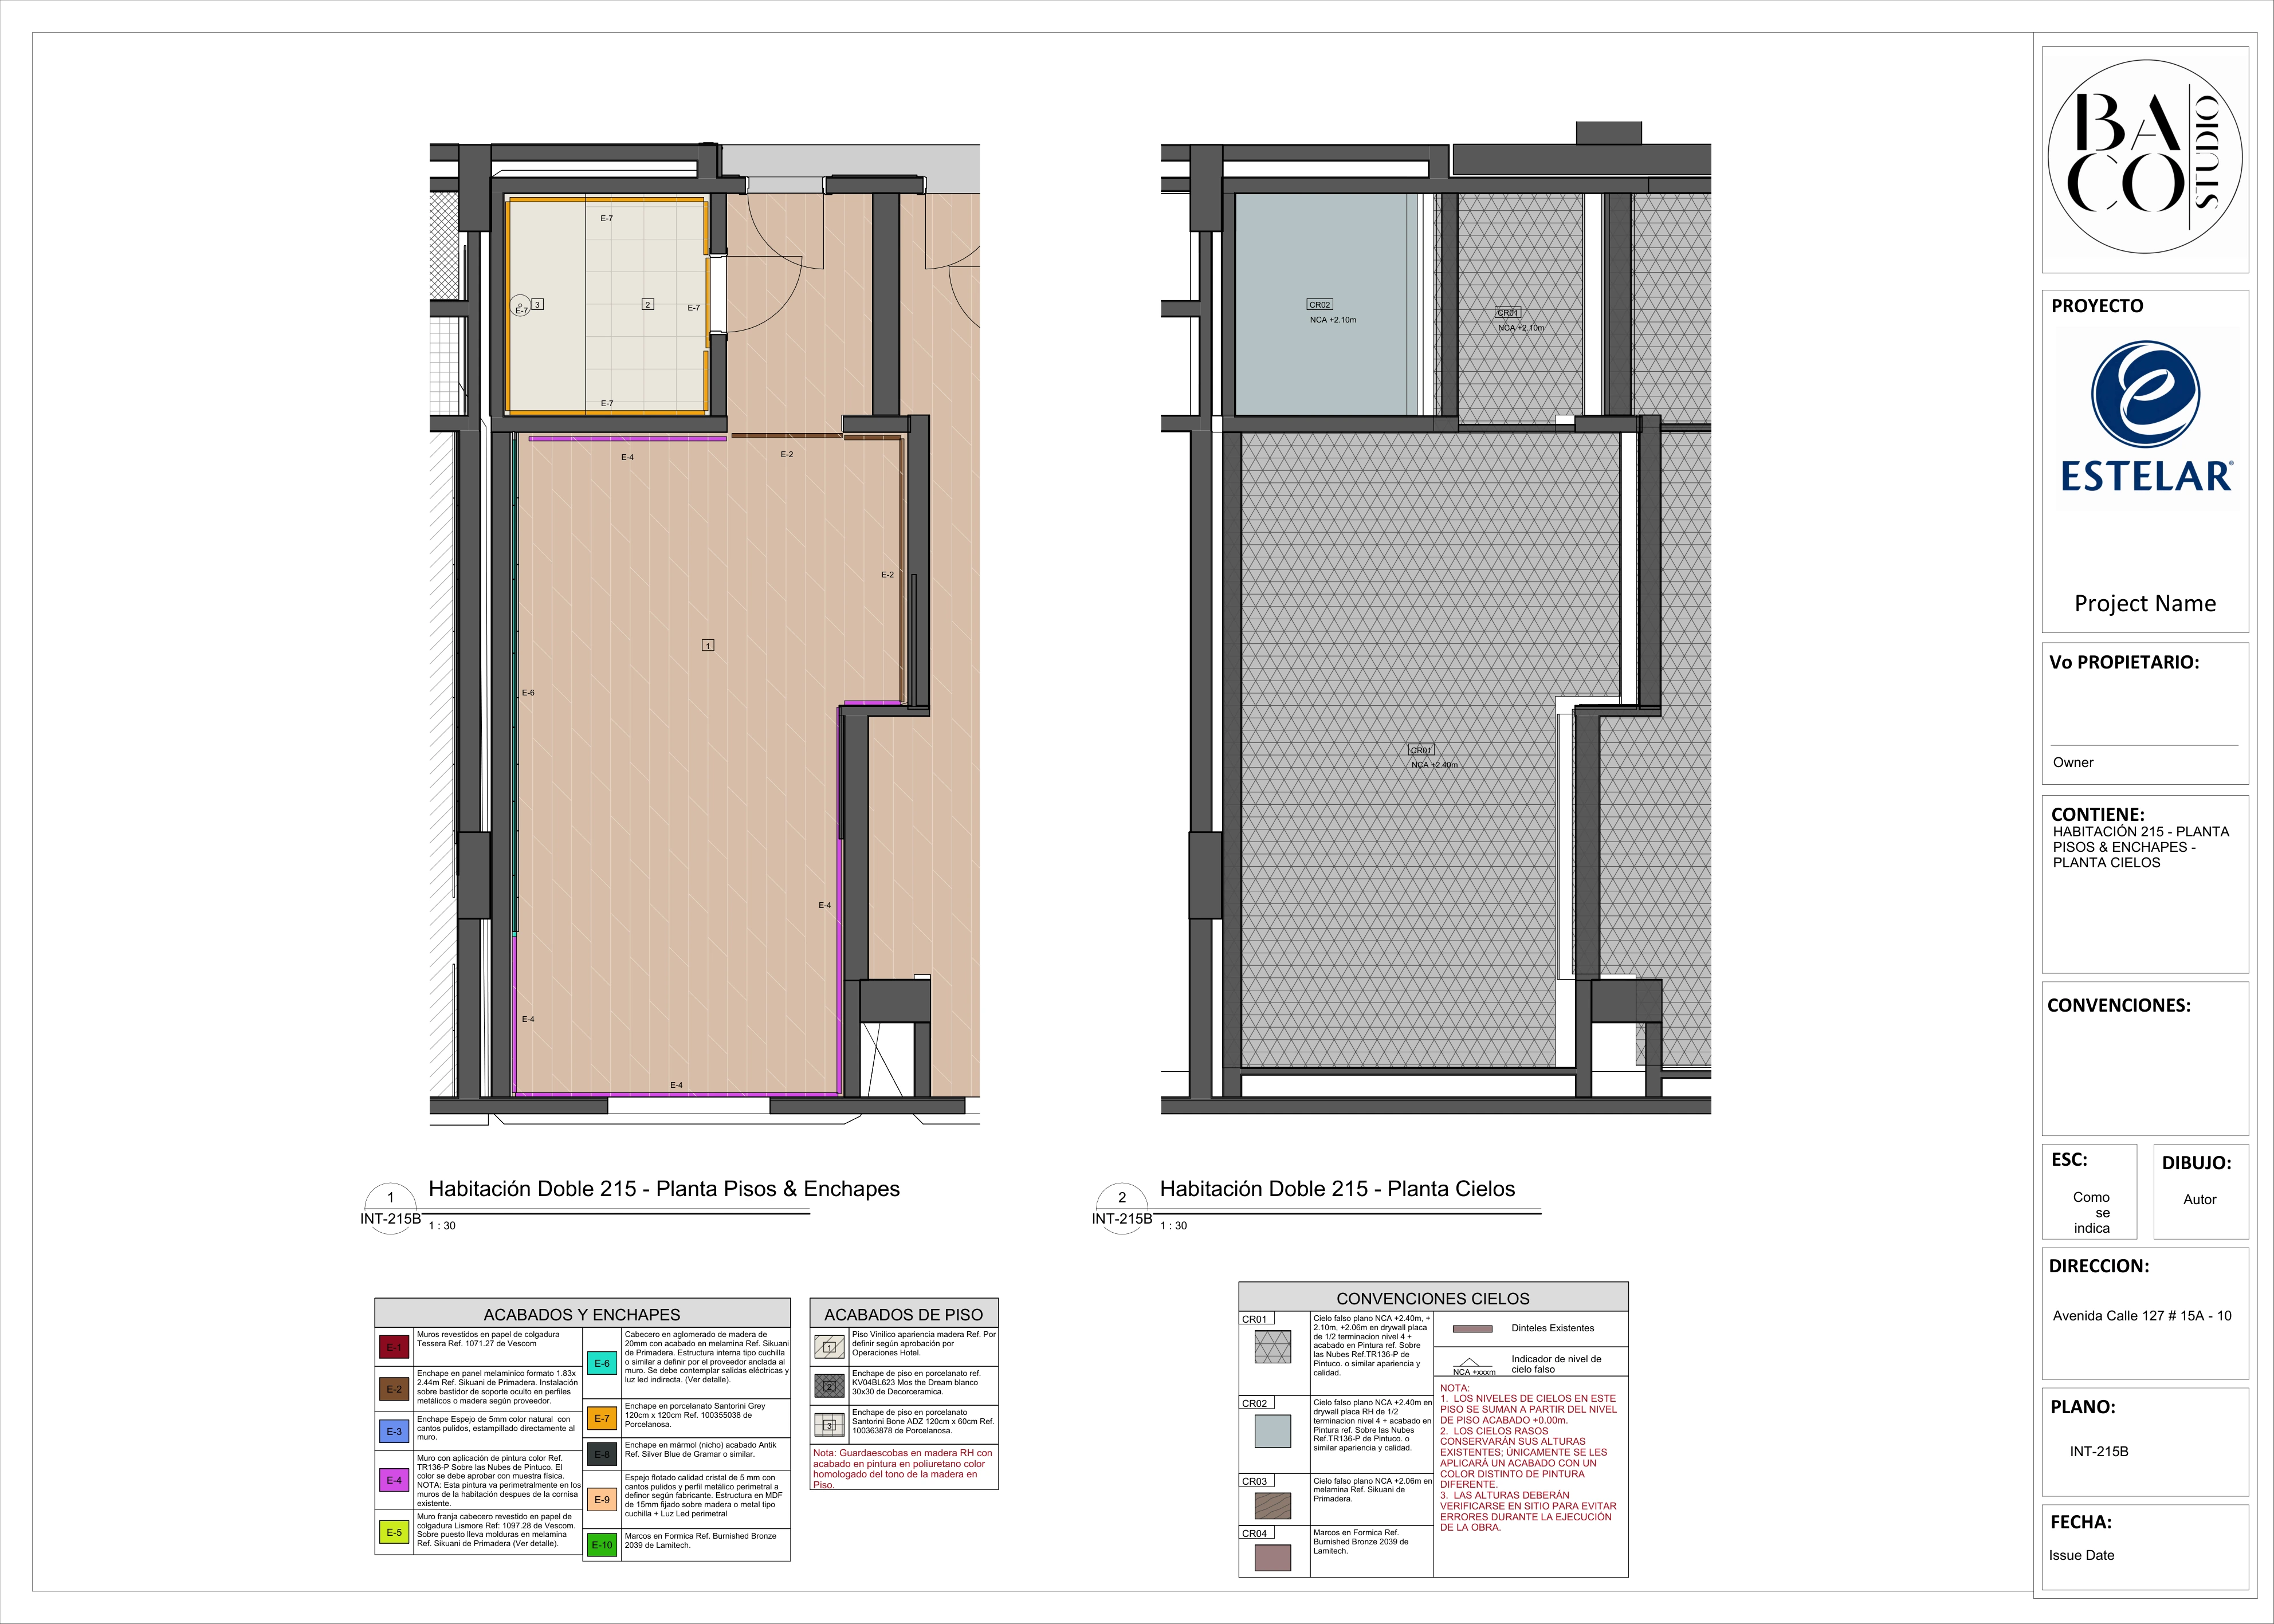 E-7
3
2
E-7
E-7
E-7
E-4
E-2
E-2
1
E-6
E-4
E-4
E-4
CR02
NCA +2.10m
CR01
NCA +2.10m
CR01
NCA +2.40m
1
INT-215B
Habitación Doble 215 - Planta Pisos & Enchapes
1 : 30
2
INT-215B
Habitación Doble 215 - Planta Cielos
1 : 30
ACABADOS Y ENCHAPES
E-1
Muros revestidos en papel de colgadura
Tessera Ref. 1071.27 de Vescom
E-2
Enchape en panel melaminico formato 1.83x
2.44m Ref. Sikuani de Primadera. Instalación
sobre bastidor de soporte oculto en perfiles
metálicos o madera según proveedor.
E-3
Enchape Espejo de 5mm color natural con
cantos pulidos, estampillado directamente al
muro.
E-4
Muro con aplicación de pintura color Ref.
TR136-P Sobre las Nubes de Pintuco. El
color se debe aprobar con muestra física.
NOTA: Esta pintura va perimetralmente en los
muros de la habitación despues de la cornisa
existente.
E-5
Muro franja cabecero revestido en papel de
colgadura Lismore Ref: 1097.28 de Vescom.
Sobre puesto lleva molduras en melamina
Ref. Sikuani de Primadera (Ver detalle).
E-6
Cabecero en aglomerado de madera de
20mm con acabado en melamina Ref. Sikuani
de Primadera. Estructura interna tipo cuchilla
o similar a definir por el proveedor anclada al
muro. Se debe contemplar salidas eléctricas y
luz led indirecta. (Ver detalle).
E-7
Enchape en porcelanato Santorini Grey
120cm x 120cm Ref. 100355038 de
Porcelanosa.
E-8
Enchape en mármol (nicho) acabado Antik
Ref. Silver Blue de Gramar o similar.
E-9
Espejo flotado calidad cristal de 5 mm con
cantos pulidos y perfil metálico perimetral a
definor según fabricante. Estructura en MDF
de 15mm fijado sobre madera o metal tipo
cuchilla + Luz Led perimetral
E-10
Marcos en Formica Ref. Burnished Bronze
2039 de Lamitech.
ACABADOS DE PISO
1
Piso Vinilico apariencia madera Ref. Por
definir según aprobación por
Operaciones Hotel.
2
Enchape de piso en porcelanato ref.
KV04BL623 Mos the Dream blanco
30x30 de Decorceramica.
3
Enchape de piso en porcelanato
Santorini Bone ADZ 120cm x 60cm Ref.
100363878 de Porcelanosa.
Nota: Guardaescobas en madera RH con
acabado en pintura en poliuretano color
homologado del tono de la madera en
Piso.
CONVENCIONES CIELOS
CR01
Cielo falso plano NCA +2.40m, +
2.10m, +2.06m en drywall placa
de 1/2 terminacion nivel 4 +
acabado en Pintura ref. Sobre
las Nubes Ref.TR136-P de
Pintuco. o similar apariencia y
calidad.
CR02
Cielo falso plano NCA +2.40m en
drywall placa RH de 1/2
terminacion nivel 4 + acabado en
Pintura ref. Sobre las Nubes
Ref.TR136-P de Pintuco. o
similar apariencia y calidad.
CR03
Cielo falso plano NCA +2.06m en
melamina Ref. Sikuani de
Primadera.
CR04
Marcos en Formica Ref.
Burnished Bronze 2039 de
Lamitech.
Dinteles Existentes
NCA +xxxm
Indicador de nivel de
cielo falso
NOTA:
1. LOS NIVELES DE CIELOS EN ESTE
PISO SE SUMAN A PARTIR DEL NIVEL
DE PISO ACABADO +0.00m.
2. LOS CIELOS RASOS
CONSERVARÁN SUS ALTURAS
EXISTENTES; ÚNICAMENTE SE LES
APLICARÁ UN ACABADO CON UN
COLOR DISTINTO DE PINTURA
DIFERENTE.
3. LAS ALTURAS DEBERÁN
VERIFICARSE EN SITIO PARA EVITAR
ERRORES DURANTE LA EJECUCIÓN
DE LA OBRA.
BACO STUDIO
PROYECTO
ESTELAR®
Project Name
Vo PROPIETARIO:
Owner
CONTIENE:
HABITACIÓN 215 - PLANTA
PISOS & ENCHAPES -
PLANTA CIELOS
CONVENCIONES:
ESC:
Como
se
indica
DIBUJO:
Autor
DIRECCION:
Avenida Calle 127 # 15A - 10
PLANO:
INT-215B
FECHA:
Issue Date